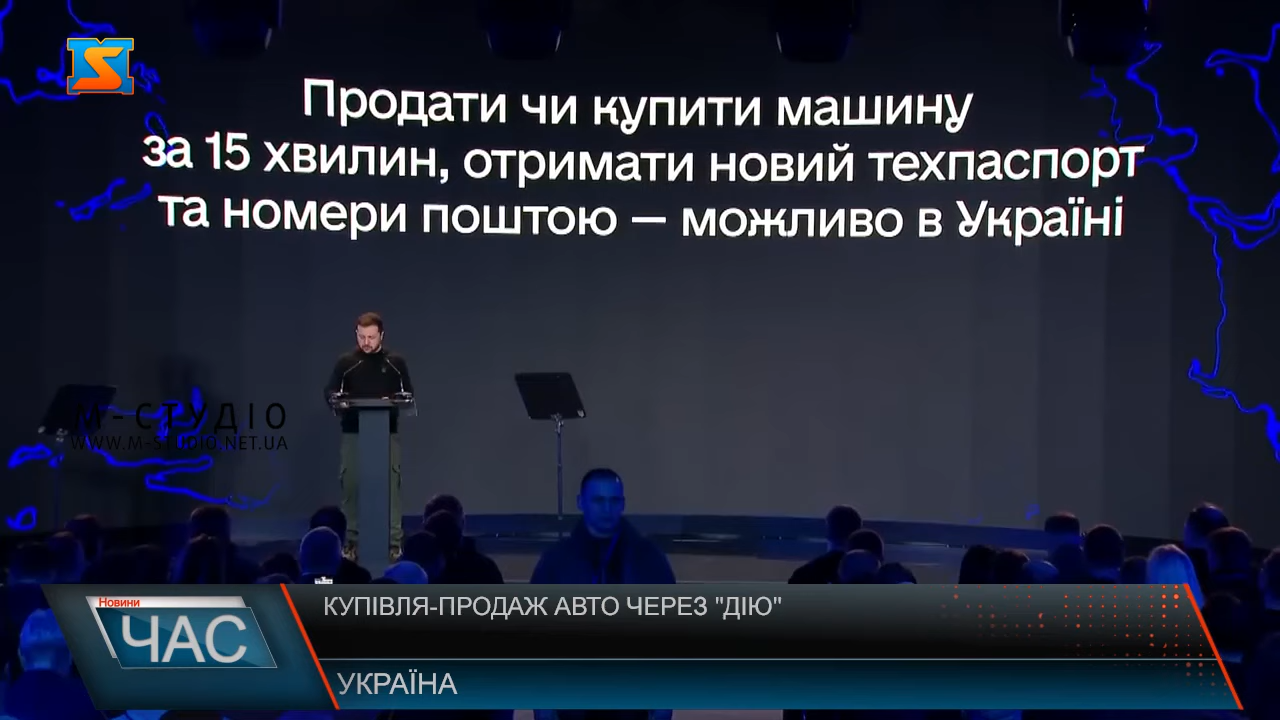 Продати чи купити машину
за 15 хвилин, отримати новий техпаспорт
та номери поштою — можливо в Україні
М-СТУДІО
WWW.M-STUDIO.NET.UA
Новини
ЧАС
КУПІВЛЯ-ПРОДАЖ АВТО ЧЕРЕЗ "ДІЮ"
УКРАЇНА